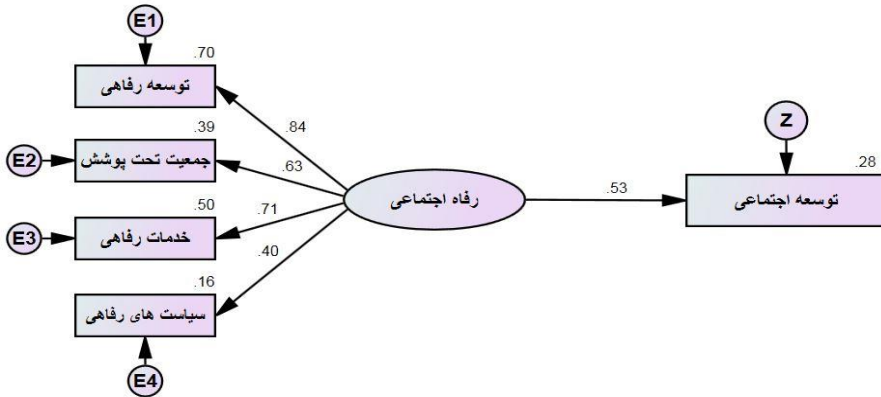 E1
.70
توسعه رفاهی
.84
Z
E2
.39
جمعیت تحت پوشش
.63
.28
.53
رفاه اجتماعی
توسعه اجتماعی
E3
.50
خدمات رفاهی
.71
.40
.16
سیاست های رفاهی
E4